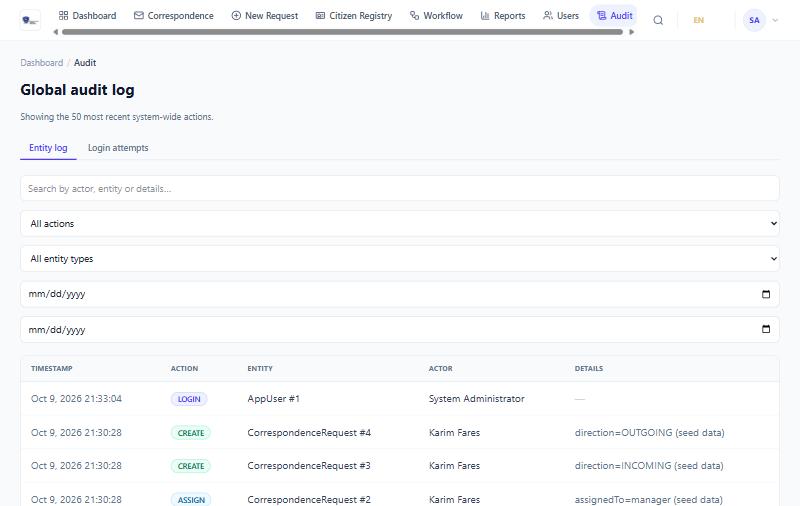 Dashboard Correspondence New Request Citizen Registry Workflow Reports Users Audit EN SA
Dashboard / Audit
Global audit log
Showing the 50 most recent system-wide actions.
Entity log Login attempts
Search by actor, entity or details...
All actions
All entity types
mm/dd/yyyy
mm/dd/yyyy
TIMESTAMP ACTION ENTITY ACTOR DETAILS
Oct 9, 2026 21:33:04 LOGIN AppUser #1 System Administrator —
Oct 9, 2026 21:30:28 CREATE CorrespondenceRequest #4 Karim Fares direction=OUTGOING (seed data)
Oct 9, 2026 21:30:28 CREATE CorrespondenceRequest #3 Karim Fares direction=INCOMING (seed data)
Oct 9, 2026 21:30:28 ASSIGN CorrespondenceRequest #2 Karim Fares assignedTo=manager (seed data)